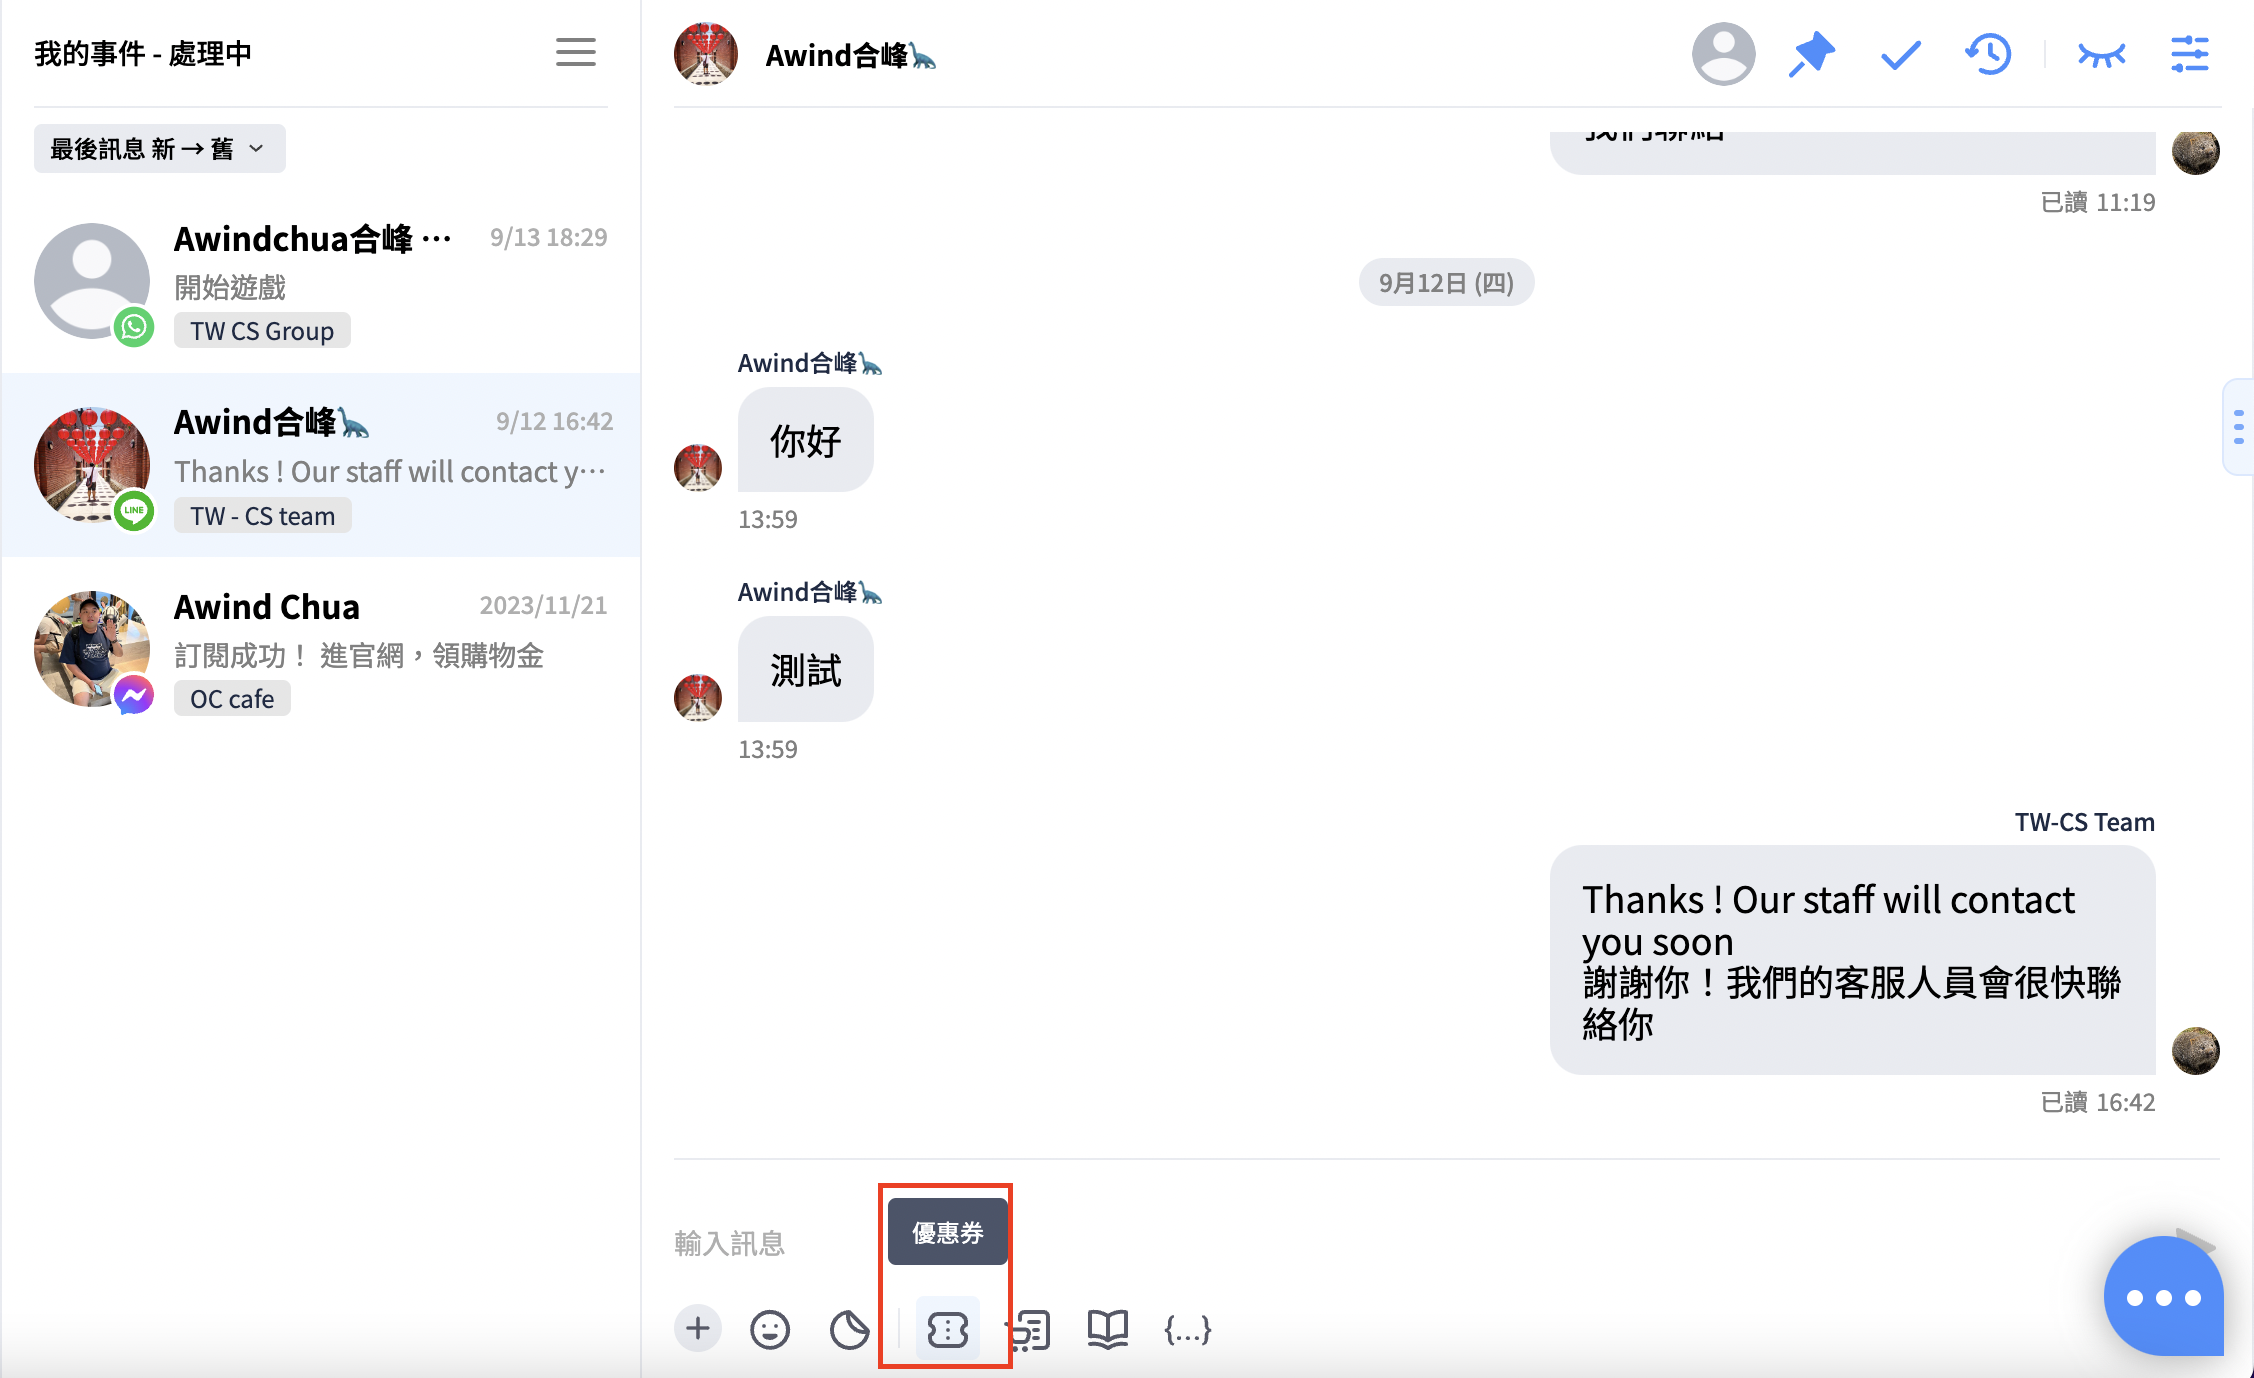 我的事件 - 處理中
最後訊息 新 → 舊
Awindchua合峰 ⋯
9/13 18:29
開始遊戲
TW CS Group
Awind合峰🦕
9/12 16:42
Thanks ! Our staff will contact y⋯
LINE
TW - CS team
Awind Chua
2023/11/21
訂閱成功！ 進官網，領購物金
OC cafe
Awind合峰🦕
我們聯絡
已讀 11:19
9月12日 (四)
Awind合峰🦕
你好
13:59
Awind合峰🦕
測試
13:59
TW-CS Team
Thanks ! Our staff will contact
you soon
謝謝你！我們的客服人員會很快聯
絡你
已讀 16:42
優惠券
輸入訊息
{...}